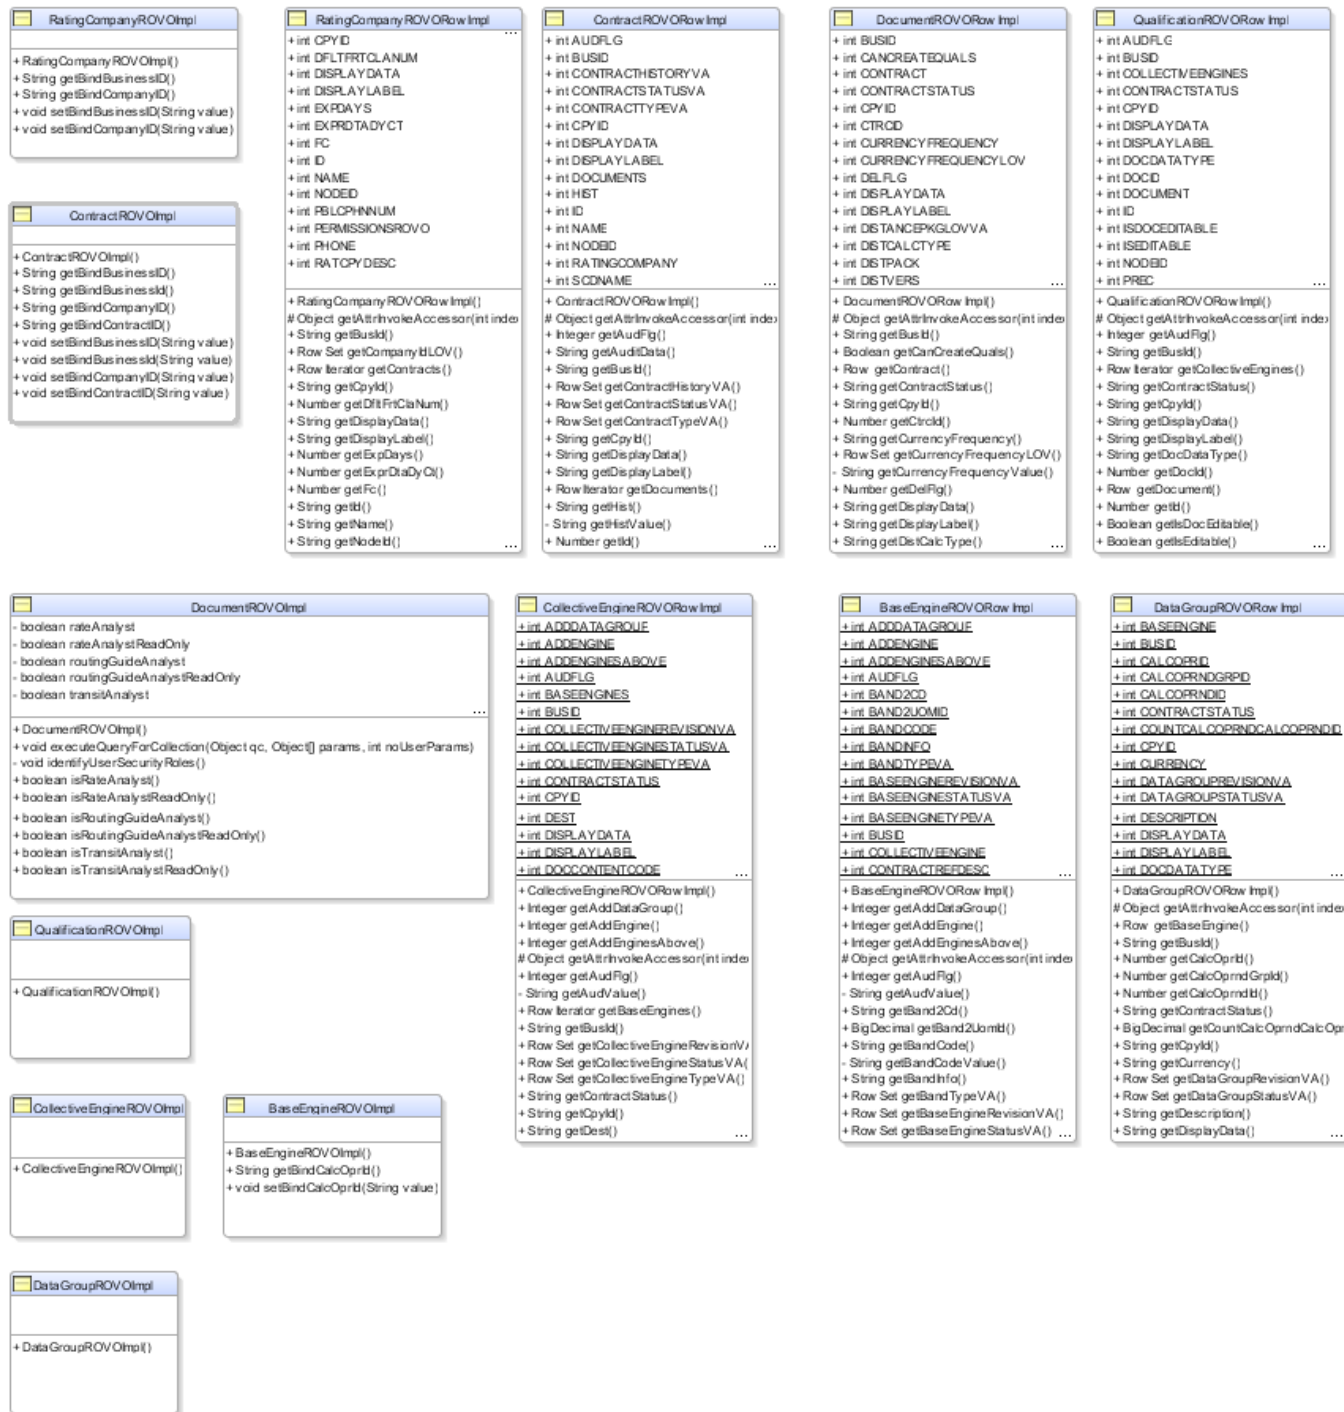 RatingCompanyROVOImpl
+ RatingCompanyROVOImpl()
+ String getBindBusinessID()
+ String getBindCompanyID()
+ void setBindBusinessID(String value)
+ void setBindCompanyID(String value)
RatingCompanyROVORowImpl
...
+ int CPYID
+ int DFLTFRTCLANUM
+ int DISPLAYDATA
+ int DISPLAYLABEL
+ int EXPDAYS
+ int EXPRDTADYCT
+ int FC
+ int ID
+ int NAME
+ int NODEID
+ int PBLCPHNNUM
+ int PERMISSIONSROVO
+ int PHONE
+ int RATCPYDESC
+ RatingCompanyROVORowImpl()
# Object getAttrInvokeAccessor(int index
+ String getBusId()
+ Row Set getCompanyIdLOV()
+ Row Iterator getContracts()
+ String getCpyId()
+ Number getDfltFrtClaNum()
+ String getDisplayData()
+ String getDisplayLabel()
+ Number getExpDays()
+ Number getExprDtaDyCt()
+ Number getFc()
+ String getId()
+ String getName()
+ String getNodeId()
...
ContractROVORowImpl
+ int AUDFLG
+ int BUSID
+ int CONTRACTHISTORYVA
+ int CONTRACTSTATUSVA
+ int CONTRACTTYPEVA
+ int CPYID
+ int DISPLAYDATA
+ int DISPLAYLABEL
+ int DOCUMENTS
+ int HIST
+ int ID
+ int NAME
+ int NODEID
+ int RATINGCOMPANY
+ int SCDNAME
...
+ ContractROVORowImpl()
# Object getAttrInvokeAccessor(int index
+ Integer getAudFlg()
+ String getAuditData()
+ String getBusId()
+ Row Set getContractHistoryVA()
+ Row Set getContractStatusVA()
+ Row Set getContractTypeVA()
+ String getCpyId()
+ String getDisplayData()
+ String getDisplayLabel()
+ Row Iterator getDocuments()
+ String getHist()
- String getHistValue()
+ Number getId()
...
DocumentROVORowImpl
+ int BUSID
+ int CANCREATEQUALS
+ int CONTRACT
+ int CONTRACTSTATUS
+ int CPYID
+ int CTRCID
+ int CURRENCYFREQUENCY
+ int CURRENCYFREQUENCYLOV
+ int DELFLG
+ int DISPLAYDATA
+ int DISPLAYLABEL
+ int DISTANCEPKGLOVVA
+ int DISTCALCTYPE
+ int DISTPACK
+ int DISTVERS
...
+ DocumentROVORowImpl()
# Object getAttrInvokeAccessor(int index
+ String getBusId()
+ Boolean getCanCreateQuals()
+ Row getContract()
+ String getContractStatus()
+ String getCpyId()
+ Number getCtrcId()
+ String getCurrencyFrequency()
+ Row Set getCurrencyFrequencyLOV()
- String getCurrencyFrequencyValue()
+ Number getDelFlg()
+ String getDisplayData()
+ String getDisplayLabel()
+ String getDistCalcType()
...
QualificationROVORowImpl
+ int AUDFLG
+ int BUSID
+ int COLLECTIVEENGINES
+ int CONTRACTSTATUS
+ int CPYID
+ int DISPLAYDATA
+ int DISPLAYLABEL
+ int DOCDATATYPE
+ int DOCID
+ int DOCUMENT
+ int ID
+ int ISDOCEDITABLE
+ int ISEDITABLE
+ int NODEID
+ int PREC
...
+ QualificationROVORowImpl()
# Object getAttrInvokeAccessor(int index
+ Integer getAudFlg()
+ String getBusId()
+ Row Iterator getCollectiveEngines()
+ String getContractStatus()
+ String getCpyId()
+ String getDisplayData()
+ String getDisplayLabel()
+ String getDocDataType()
+ Number getDocId()
+ Row getDocument()
+ Number getId()
+ Boolean getIsDocEditable()
+ Boolean getIsEditable()
...
ContractROVOImpl
+ ContractROVOImpl()
+ String getBindBusinessID()
+ String getBindBusinessId()
+ String getBindCompanyID()
+ String getBindContractID()
+ void setBindBusinessID(String value)
+ void setBindBusinessId(String value)
+ void setBindCompanyID(String value)
+ void setBindContractID(String value)
DocumentROVOImpl
- boolean rateAnalyst
- boolean rateAnalystReadOnly
- boolean routingGuideAnalyst
- boolean routingGuideAnalystReadOnly
- boolean transitAnalyst
...
+ DocumentROVOImpl()
+ void executeQueryForCollection(Object qc, Object[] params, int noUserParams)
- void identifyUserSecurityRoles()
+ boolean isRateAnalyst()
+ boolean isRateAnalystReadOnly()
+ boolean isRoutingGuideAnalyst()
+ boolean isRoutingGuideAnalystReadOnly()
+ boolean isTransitAnalyst()
+ boolean isTransitAnalystReadOnly()
CollectiveEngineROVORowImpl
+ int ADDDATAGROUP
+ int ADDENGINE
+ int ADDENGINESABOVE
+ int AUDFLG
+ int BASEENGINES
+ int BUSID
+ int COLLECTIVEENGINEREVISIONVA
+ int COLLECTIVEENGINESTATUSVA
+ int COLLECTIVEENGINETYPEVA
+ int CONTRACTSTATUS
+ int CPYID
+ int DEST
+ int DISPLAYDATA
+ int DISPLAYLABEL
+ int DOCCONTENTCODE
...
+ CollectiveEngineROVORowImpl()
+ Integer getAddDataGroup()
+ Integer getAddEngine()
+ Integer getAddEnginesAbove()
# Object getAttrInvokeAccessor(int index
+ Integer getAudFlg()
- String getAudValue()
+ Row Iterator getBaseEngines()
+ String getBusId()
+ Row Set getCollectiveEngineRevisionVA
+ Row Set getCollectiveEngineStatusVA(
+ Row Set getCollectiveEngineTypeVA()
+ String getContractStatus()
+ String getCpyId()
+ String getDest()
...
BaseEngineROVORowImpl
+ int ADDDATAGROUP
+ int ADDENGINE
+ int ADDENGINESABOVE
+ int AUDFLG
+ int BAND2CD
+ int BAND2UOMID
+ int BANDCODE
+ int BANDINFO
+ int BANDTYPEVA
+ int BASEENGINEREVISIONVA
+ int BASEENGINESTATUSVA
+ int BASEENGINETYPEVA
+ int BUSID
+ int COLLECTIVEENGINE
+ int CONTRACTREFDESC
...
+ BaseEngineROVORowImpl()
+ Integer getAddDataGroup()
+ Integer getAddEngine()
+ Integer getAddEnginesAbove()
# Object getAttrInvokeAccessor(int index
+ Integer getAudFlg()
- String getAudValue()
+ String getBand2Cd()
+ BigDecimal getBand2UomId()
+ String getBandCode()
- String getBandCodeValue()
+ String getBandInfo()
+ Row Set getBandTypeVA()
+ Row Set getBaseEngineRevisionVA()
+ Row Set getBaseEngineStatusVA()
...
DataGroupROVORowImpl
+ int BASEENGINE
+ int BUSID
+ int CALCOPRID
+ int CALCOPRNDGRPID
+ int CALCOPRNDID
+ int CONTRACTSTATUS
+ int COUNTCALCOPRNDCALCOPRNDID
+ int CPYID
+ int CURRENCY
+ int DATAGROUPREVISIONVA
+ int DATAGROUPSTATUSVA
+ int DESCRIPTION
+ int DISPLAYDATA
+ int DISPLAYLABEL
+ int DOCDATATYPE
...
+ DataGroupROVORowImpl()
# Object getAttrInvokeAccessor(int index
+ Row getBaseEngine()
+ String getBusId()
+ Number getCalcOprId()
+ Number getCalcOprndGrpId()
+ Number getCalcOprndId()
+ String getContractStatus()
+ BigDecimal getCountCalcOprndCalcOpr
+ String getCpyId()
+ String getCurrency()
+ Row Set getDataGroupRevisionVA()
+ Row Set getDataGroupStatusVA()
+ String getDescription()
+ String getDisplayData()
...
QualificationROVOImpl
+ QualificationROVOImpl()
CollectiveEngineROVOImpl
+ CollectiveEngineROVOImpl()
BaseEngineROVOImpl
+ BaseEngineROVOImpl()
+ String getBindCalcOprId()
+ void setBindCalcOprId(String value)
DataGroupROVOImpl
+ DataGroupROVOImpl()